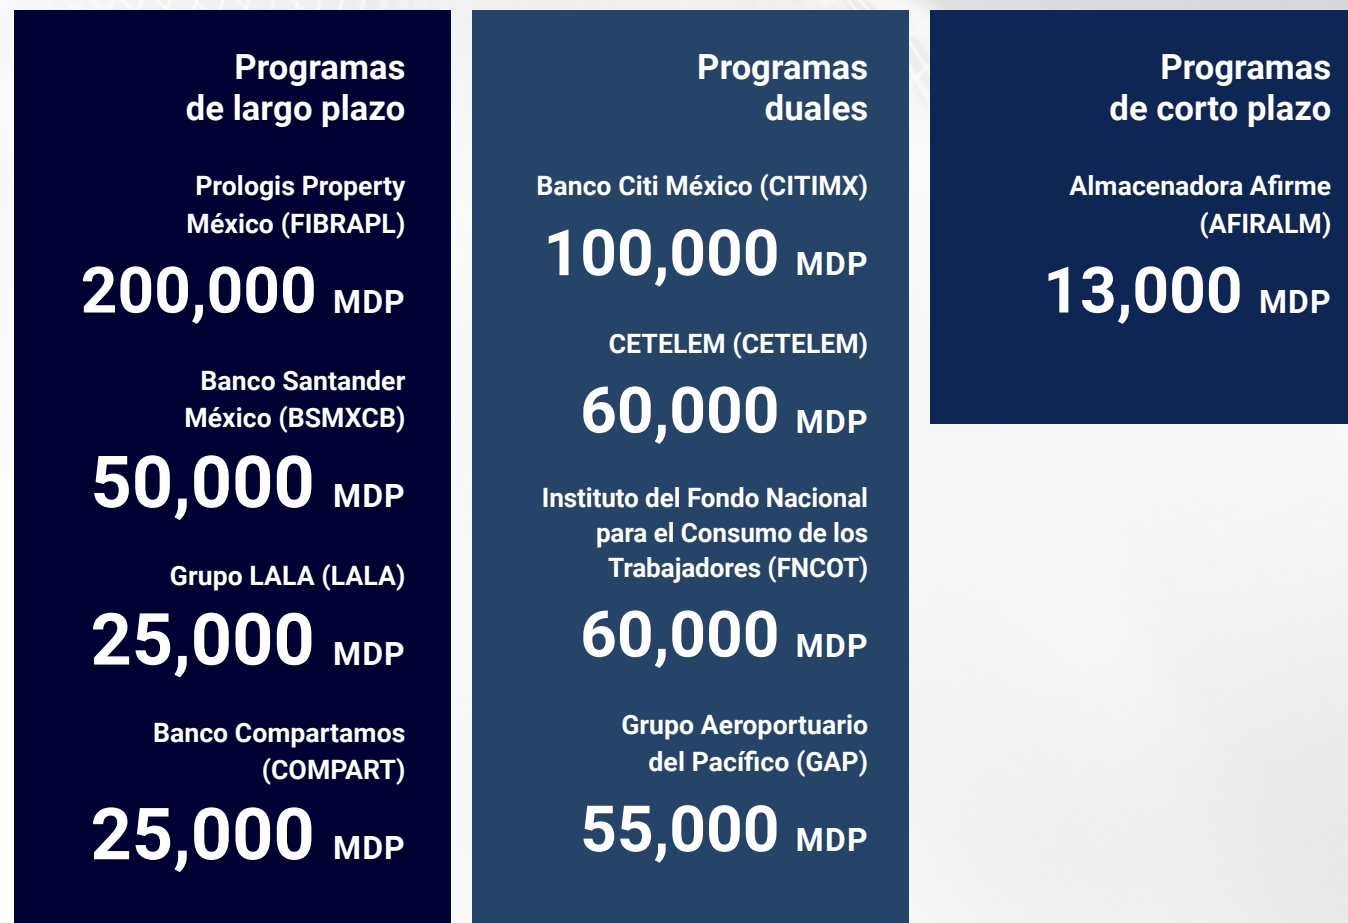 Programas
de largo plazo
Prologis Property
México (FIBRAPL)
200,000 MDP
Banco Santander
México (BSMXCB)
50,000 MDP
Grupo LALA (LALA)
25,000 MDP
Banco Compartamos
(COMPART)
25,000 MDP
Programas
duales
Banco Citi México (CITIMX)
100,000 MDP
CETELEM (CETELEM)
60,000 MDP
Instituto del Fondo Nacional
para el Consumo de los
Trabajadores (FNCOT)
60,000 MDP
Grupo Aeroportuario
del Pacífico (GAP)
55,000 MDP
Programas
de corto plazo
Almacenadora Afirme
(AFIRALM)
13,000 MDP